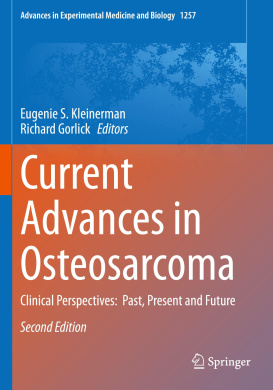 Advances in Experimental Medicine and Biology 1257
Eugenie S. Kleinerman
Richard Gorlick Editors
Current
Advances in
Osteosarcoma
Clinical Perspectives: Past, Present and Future
Second Edition
Springer